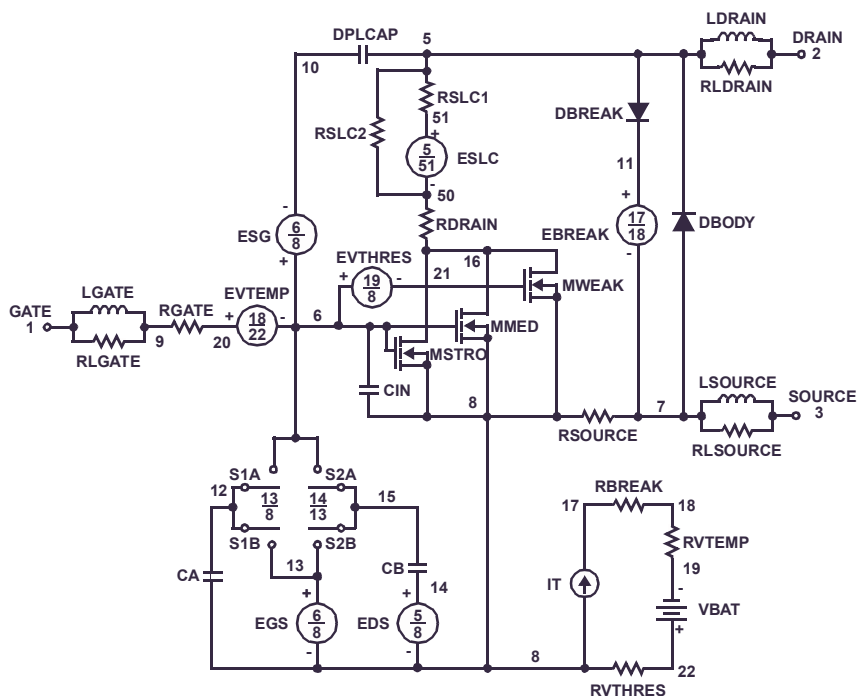 LDRAIN
DPLCAP
5
DRAIN
2
10
RLDRAIN
RSLC1
51
DBREAK
RSLC2
+
5
51
ESLC
11
-
50
-
+
6
8
ESG
RDRAIN
17
18
EBREAK
DBODY
+
EVTHRES
16
-
+
19
8
-
21
MWEAK
LGATE
GATE
1
RGATE
EVTEMP
+
18
22
-
6
MMED
9
20
RLGATE
MSTRO
LSOURCE
CIN
8
7
SOURCE
3
RSOURCE
RLSOURCE
S1A
S2A
12
13
8
14
13
15
RBREAK
17
18
S1B
S2B
RVTEMP
13
CB
CA
14
IT
19
-
+
+
VBAT
EGS
6
8
EDS
5
8
+
-
-
8
22
RVTHRES